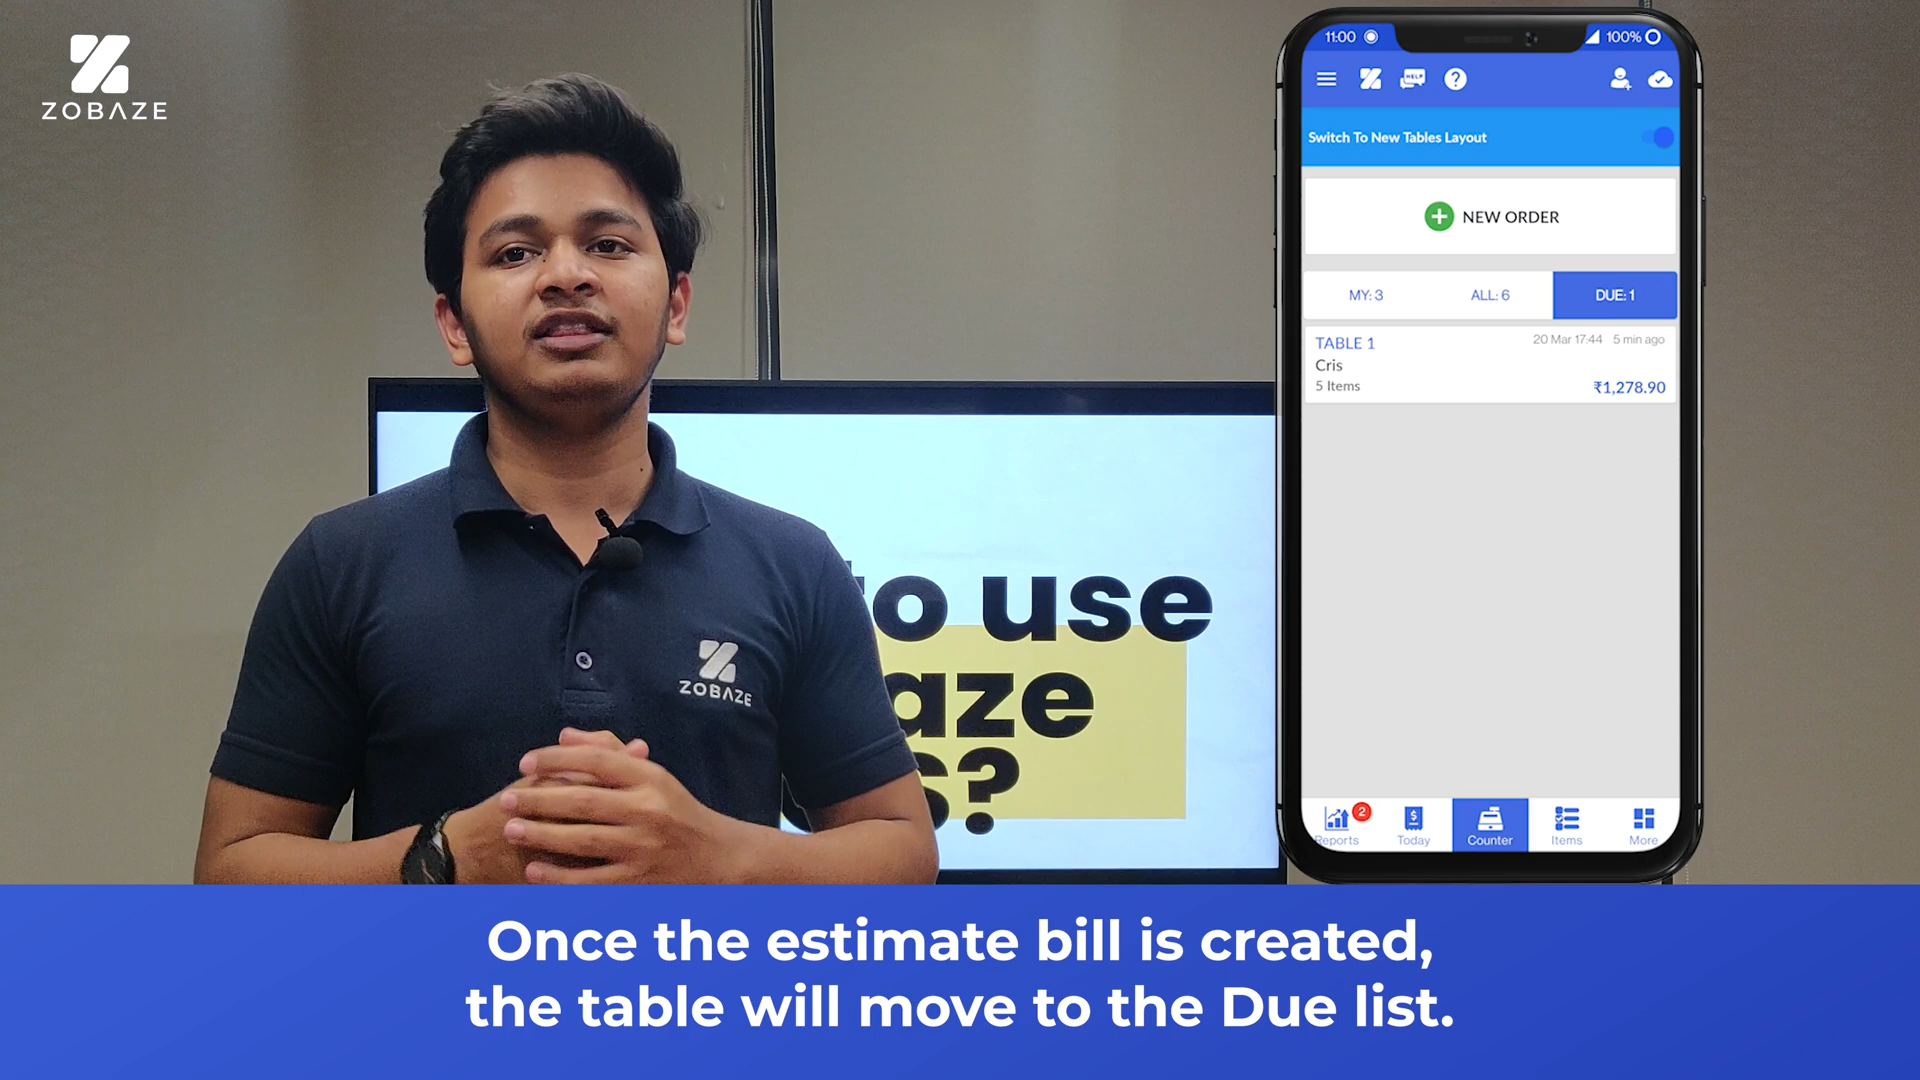 ZOBAZE
11:00
100%
HELP
?
Switch To New Tables Layout
NEW ORDER
MY: 3
ALL: 6
DUE: 1
TABLE 1
20 Mar 17:44 5 min ago
Cris
5 Items
₹1,278.90
2
Reports
Today
Counter
Items
More
to use
aze
s?
ZOBAZE
Once the estimate bill is created,
the table will move to the Due list.